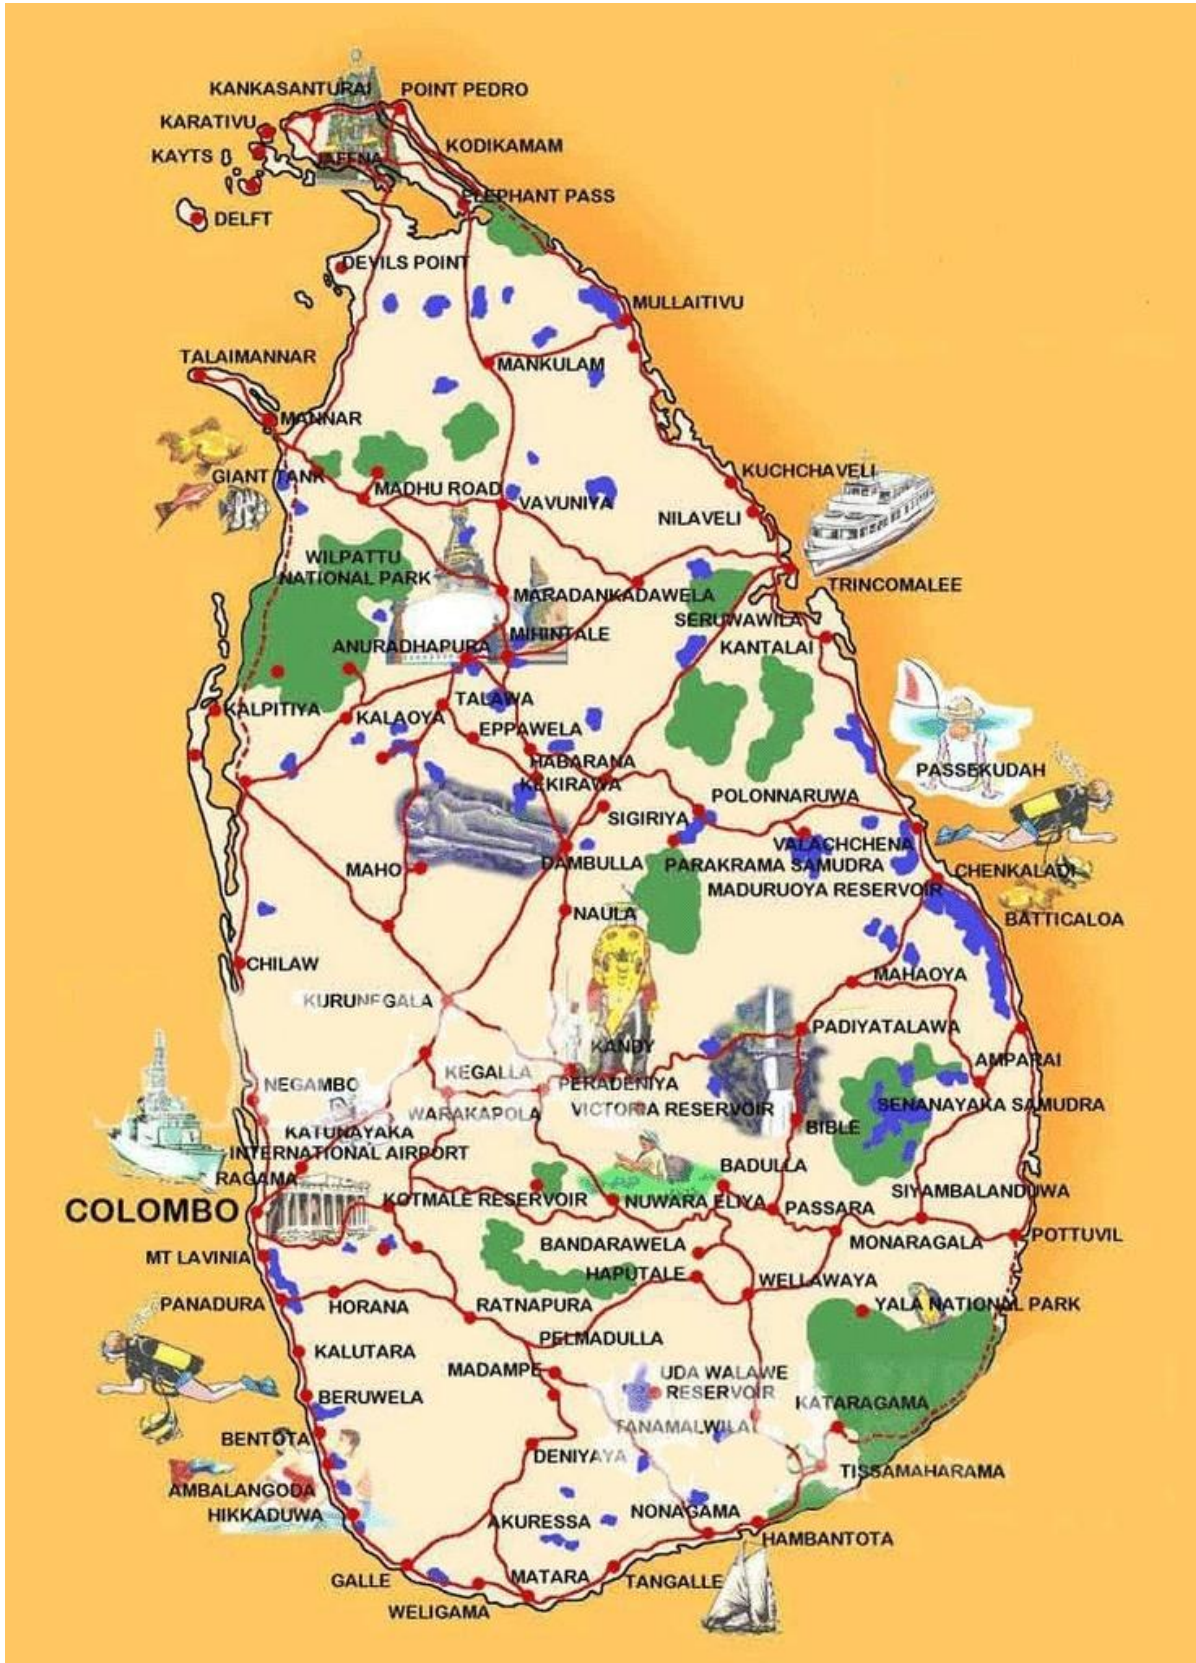 KANKASANTURAI
POINT PEDRO
KARATIVU
KODIKAMAM
KAYTS
JAFFNA
ELEPHANT PASS
DELFT
DEVILS POINT
MULLAITIVU
TALAIMANNAR
MANKULAM
MANNAR
KUCHCHAVELI
GIANT TANK
MADHU ROAD
VAVUNIYA
NILAVELI
WILPATTU
NATIONAL PARK
TRINCOMALEE
MARADANKADAWELA
SERUWAWILA
MIHINTALE
ANURADHAPURA
KANTALAI
TALAWA
KALPITIYA
KALAOYA
EPPAWELA
HABARANA
PASSEKUDAH
KEKIRAWA
POLONNARUWA
SIGIRIYA
VALACHCHENA
DAMBULLA
PARAKRAMA SAMUDRA
MAHO
CHENKALADI
MADURUOYA RESERVOIR
NAULA
BATTICALOA
CHILAW
MAHAOYA
KURUNEGALA
PADIYATALAWA
KANDY
AMPARAI
KEGALLA
NEGAMBO
PERADENIYA
SENANAYAKA SAMUDRA
WARAKAPOLA
VICTORIA RESERVOIR
BIBLE
KATUNAYAKA
INTERNATIONAL AIRPORT
BADULLA
RAGAMA
SIYAMBALANDUWA
KOTMALE RESERVOIR
NUWARA ELIYA
PASSARA
COLOMBO
POTTUVIL
MONARAGALA
BANDARAWELA
MT LAVINIA
HAPUTALE
WELLAWAYA
PANADURA
HORANA
RATNAPURA
YALA NATIONAL PARK
PELMADULLA
KALUTARA
MADAMPE
UDA WALAWE
RESERVOIR
BERUWELA
KATARAGAMA
TANAMALWILA
BENTOTA
DENIYAYA
TISSAMAHARAMA
AMBALANGODA
HIKKADUWA
NONAGAMA
AKURESSA
HAMBANTOTA
GALLE
MATARA
TANGALLE
WELIGAMA